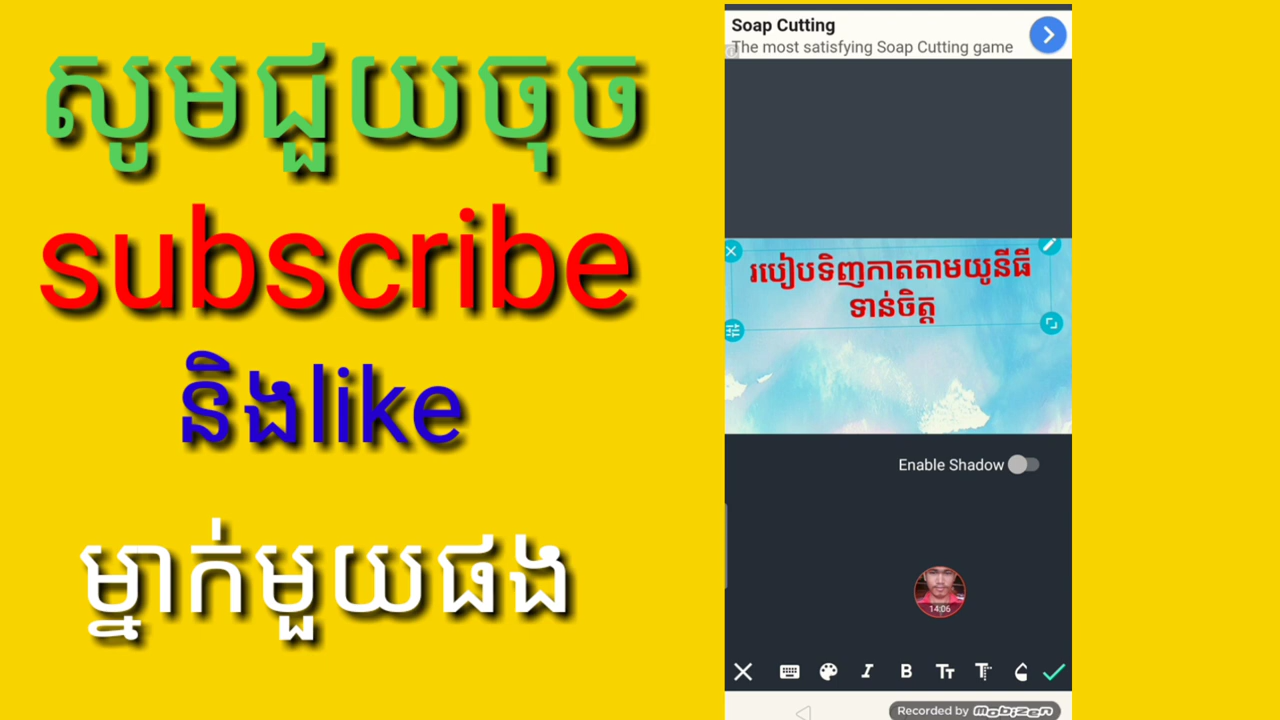 សូមជួយចុច
subscribe
និងlike
ម្នាក់មួយផង
Soap Cutting
The most satisfying Soap Cutting game
របៀបទិញកាតតាមយូនីធី
ទាន់ចិត្ត
Enable Shadow
14:06
Recorded by MOBIZEN